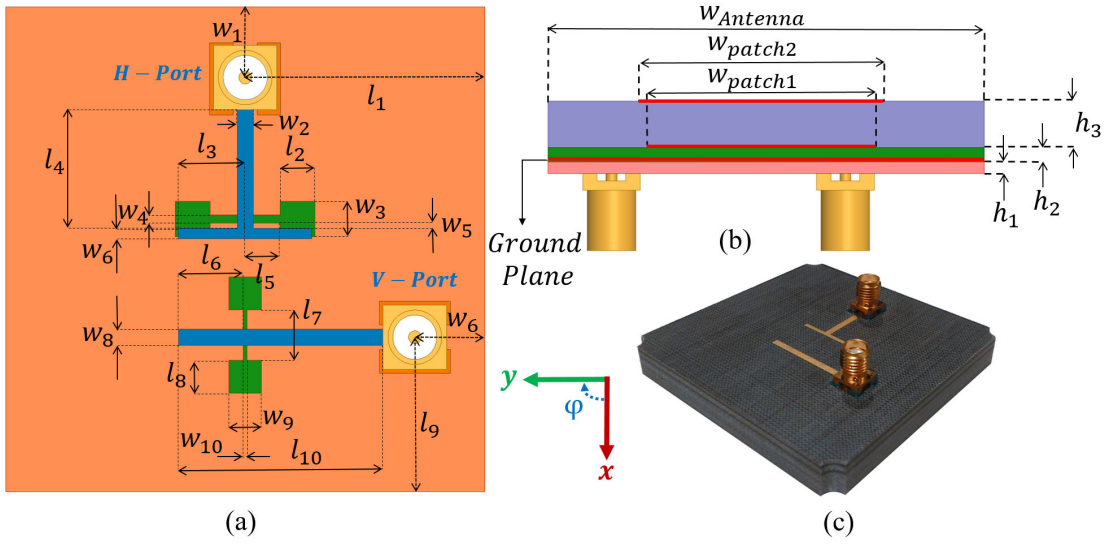 w1
H - Port
l1
w2
l3
l2
l4
w4
w3
w5
w6
l6
l5
V - Port
l7
w8
w6
l8
w9
w10
l10
l9
(a)
wAntenna
wpatch2
wpatch1
h3
h1
h2
Ground
Plane
(b)
y
φ
x
(c)